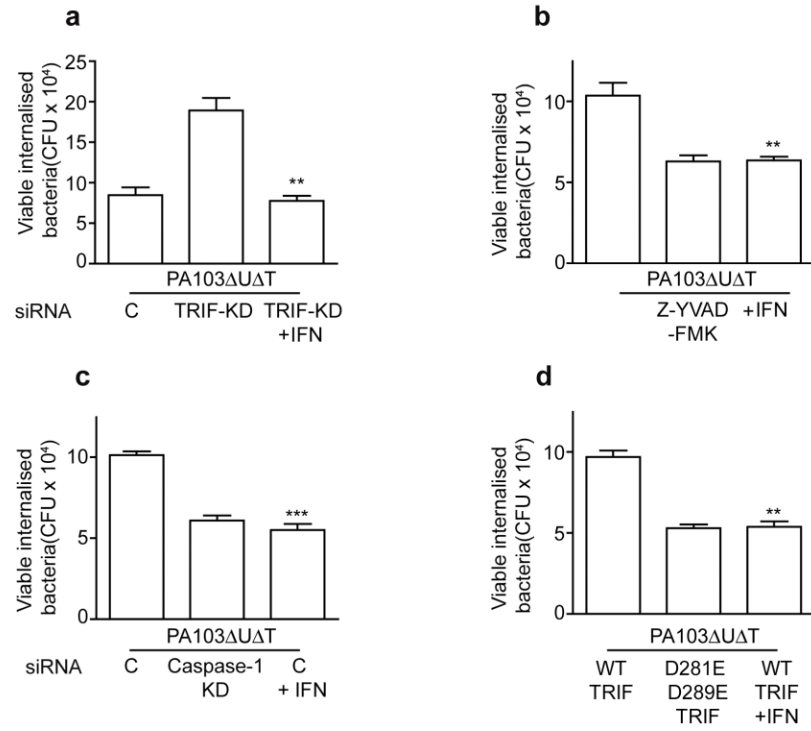 a
Viable internalised
bacteria(CFU x 10⁴)
25
20
15
10
5
0
**
PA103ΔUΔT
siRNA C TRIF-KD TRIF-KD
+IFN
b
Viable internalised
bacteria(CFU x 10⁴)
10
5
0
**
PA103ΔUΔT
Z-YVAD +IFN
-FMK
c
Viable internalised
bacteria(CFU x 10⁴)
10
5
0
***
PA103ΔUΔT
siRNA C Caspase-1 C
KD + IFN
d
Viable internalised
bacteria(CFU x 10⁴)
10
5
0
**
PA103ΔUΔT
WT D281E WT
TRIF D289E TRIF
TRIF +IFN